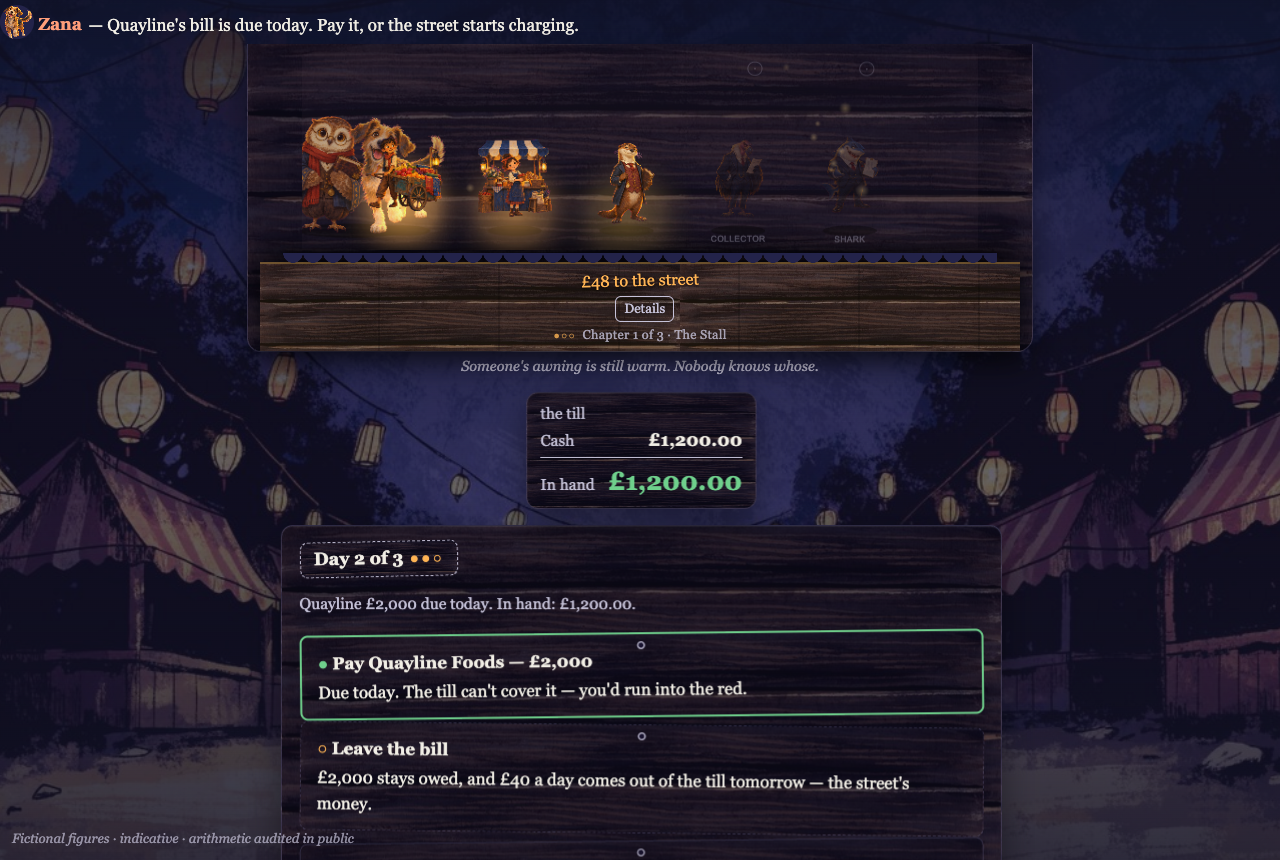 Zana — Quayline's bill is due today. Pay it, or the street starts charging.
COLLECTOR
SHARK
£48 to the street
Details
Chapter 1 of 3 · The Stall
Someone's awning is still warm. Nobody knows whose.
the till
Cash £1,200.00
In hand £1,200.00
Day 2 of 3
Quayline £2,000 due today. In hand: £1,200.00.
Pay Quayline Foods — £2,000
Due today. The till can't cover it — you'd run into the red.
Leave the bill
£2,000 stays owed, and £40 a day comes out of the till tomorrow — the street's
money.
Fictional figures · indicative · arithmetic audited in public